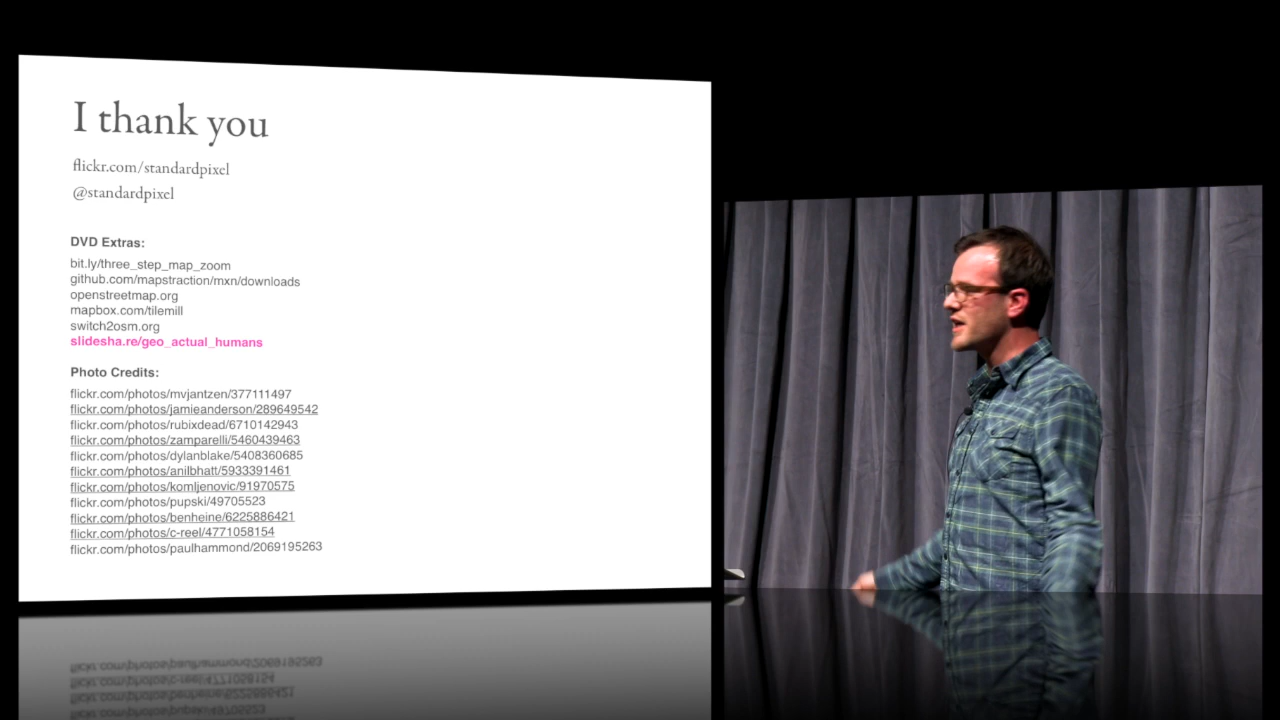 I thank you
flickr.com/standardpixel
@standardpixel
DVD Extras:
bit.ly/three_step_map_zoom
github.com/mapstraction/mxn/downloads
openstreetmap.org
mapbox.com/tilemill
switch2osm.org
slidesha.re/geo_actual_humans
Photo Credits:
flickr.com/photos/mvjantzen/377111497
flickr.com/photos/jamieanderson/289649542
flickr.com/photos/rubixdead/6710142943
flickr.com/photos/zamparelli/5460439463
flickr.com/photos/dylanblake/5408360685
flickr.com/photos/anilbhatt/5933391461
flickr.com/photos/komljenovic/91970575
flickr.com/photos/pupski/49705523
flickr.com/photos/benheine/6225886421
flickr.com/photos/c-reel/4771058154
flickr.com/photos/paulhammond/2069195263